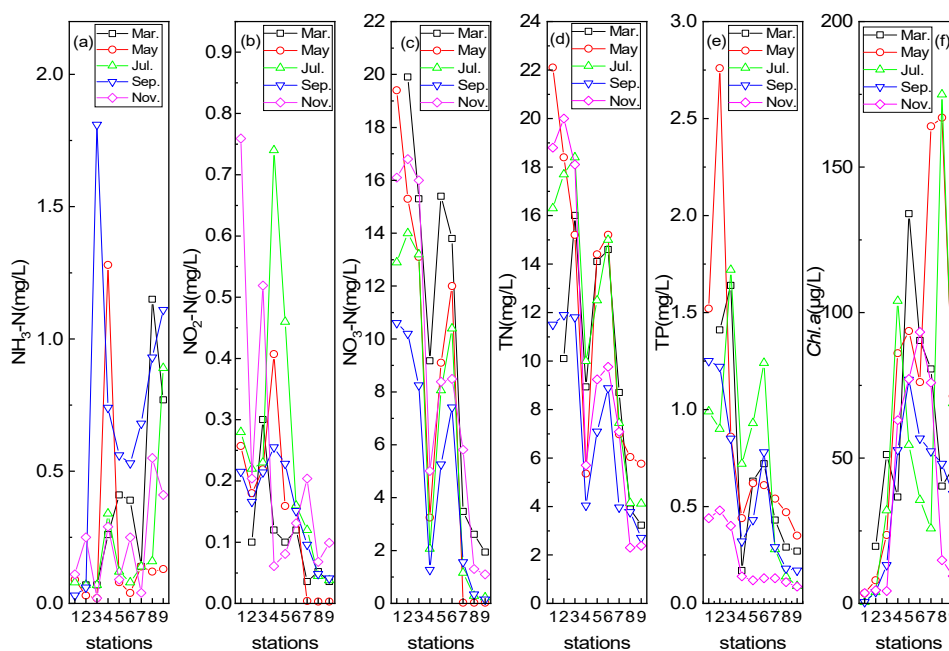 (a)
Mar.
May
Jul.
Sep.
Nov.
2.0
1.5
1.0
0.5
0.0
NH3-N(mg/L)
123456789
stations
(b)
Mar.
May
Jul.
Sep.
Nov.
0.9
0.8
0.7
0.6
0.5
0.4
0.3
0.2
0.1
0.0
NO2-N(mg/L)
123456789
stations
(c)
Mar.
May
Jul.
Sep.
Nov.
22
20
18
16
14
12
10
8
6
4
2
0
NO3-N(mg/L)
123456789
stations
(d)
Mar.
May
Jul.
Sep.
Nov.
24
22
20
18
16
14
12
10
8
6
4
2
0
TN(mg/L)
123456789
stations
(e)
Mar.
May
Jul.
Sep.
Nov.
3.0
2.5
2.0
1.5
1.0
0.5
0.0
TP(mg/L)
123456789
stations
(f)
Mar.
May
Jul.
Sep.
Nov.
200
150
100
50
0
Chl.a(μg/L)
12345678
stations